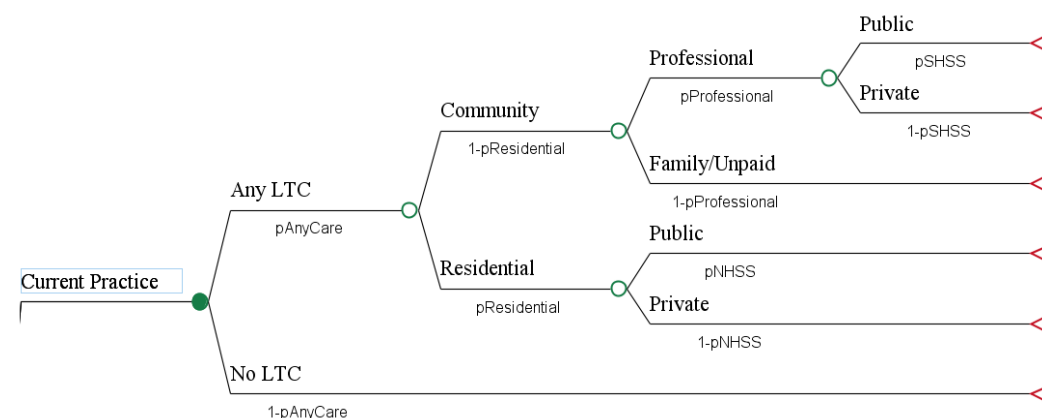 Public
pSHSS
Professional
pProfessional
Private
1-pSHSS
Community
1-pResidential
Family/Unpaid
1-pProfessional
Any LTC
pAnyCare
Public
pNHSS
Residential
pResidential
Private
1-pNHSS
Current Practice
No LTC
1-pAnyCare